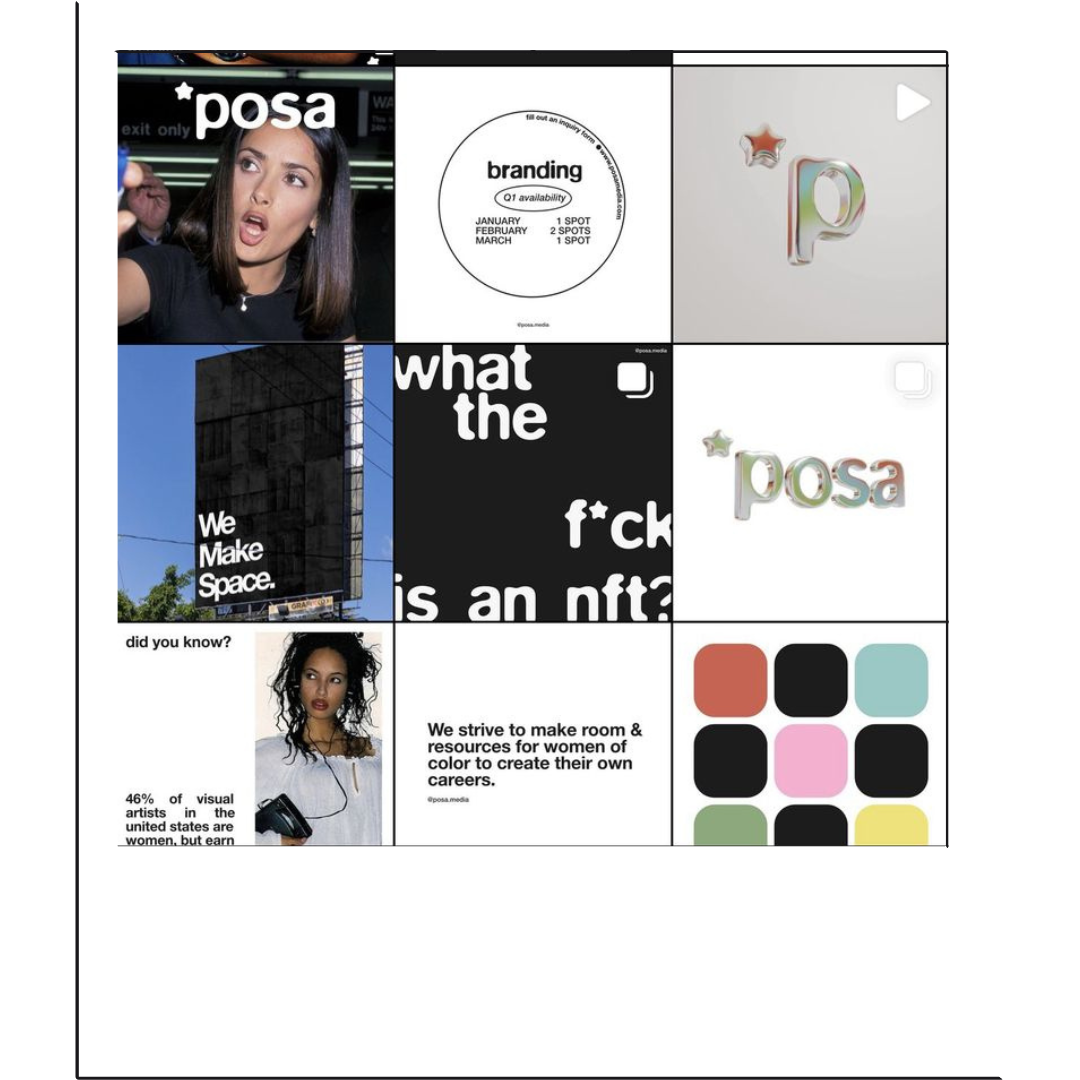 *posa
exit only
branding
Q1 availability
JANUARY 1 SPOT
FEBRUARY 2 SPOTS
MARCH 1 SPOT
fill out an inquiry form ●www.posamedia.com
@posa.media
*p
We
Make
Space.
@posa.media
what
the
f*ck
is an nft?
*posa
did you know?
46% of visual
artists in the
united states are
women, but earn
We strive to make room &
resources for women of
color to create their own
careers.
@posa.media